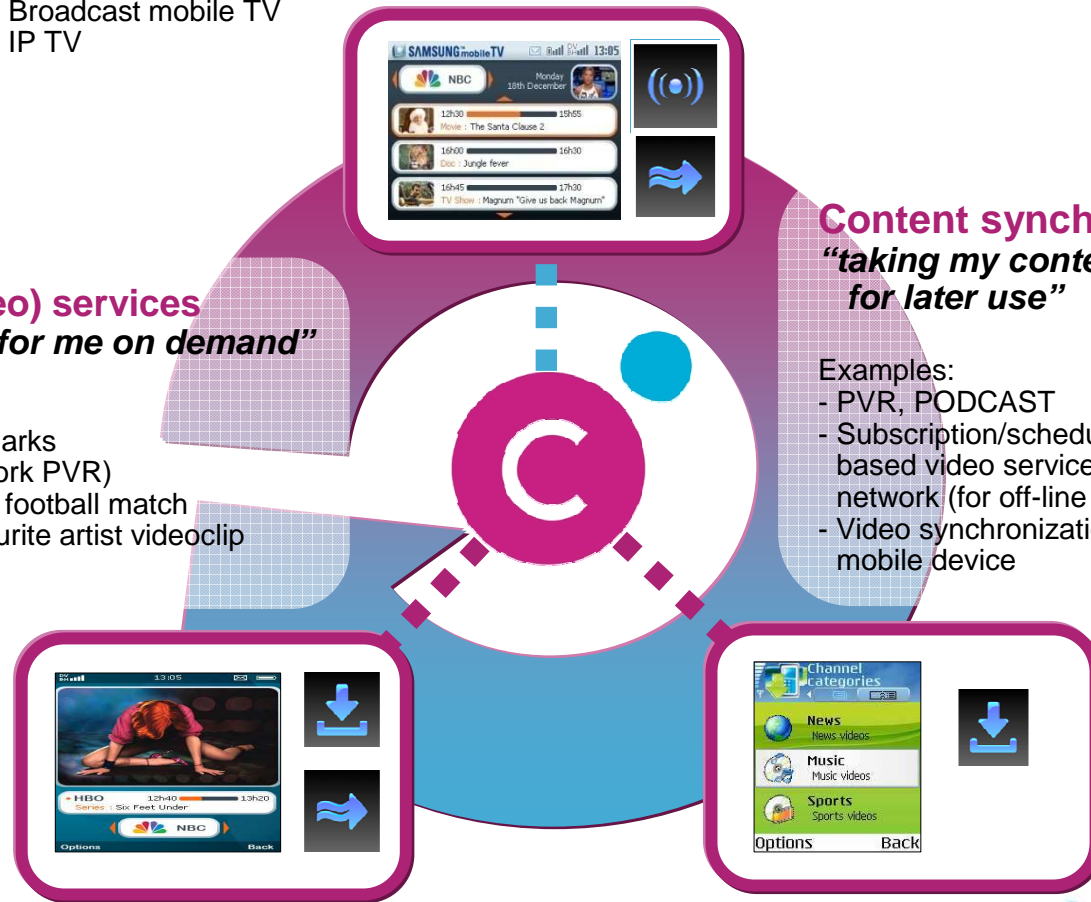 Broadcast mobile TV
IP TV
SAMSUNG mobileTV 13:05
NBC
Monday
18th December
12h30 15h55
Movie : The Santa Clause 2
16h00 16h30
Doc : Jungle fever
16h45 17h30
TV Show : Magnum "Give us back Magnum"
eo) services
for me on demand”
arks
ork PVR)
football match
urite artist videoclip
Content synch
“taking my conte
for later use”
Examples:
- PVR, PODCAST
- Subscription/schedu
based video service
network (for off-line
- Video synchronizati
mobile device
C
13:05
HBO 12h40 13h20
Series : Six Feet Under
NBC
Options Back
Channel
categories
News
News videos
Music
Music videos
Sports
Sports videos
Options Back